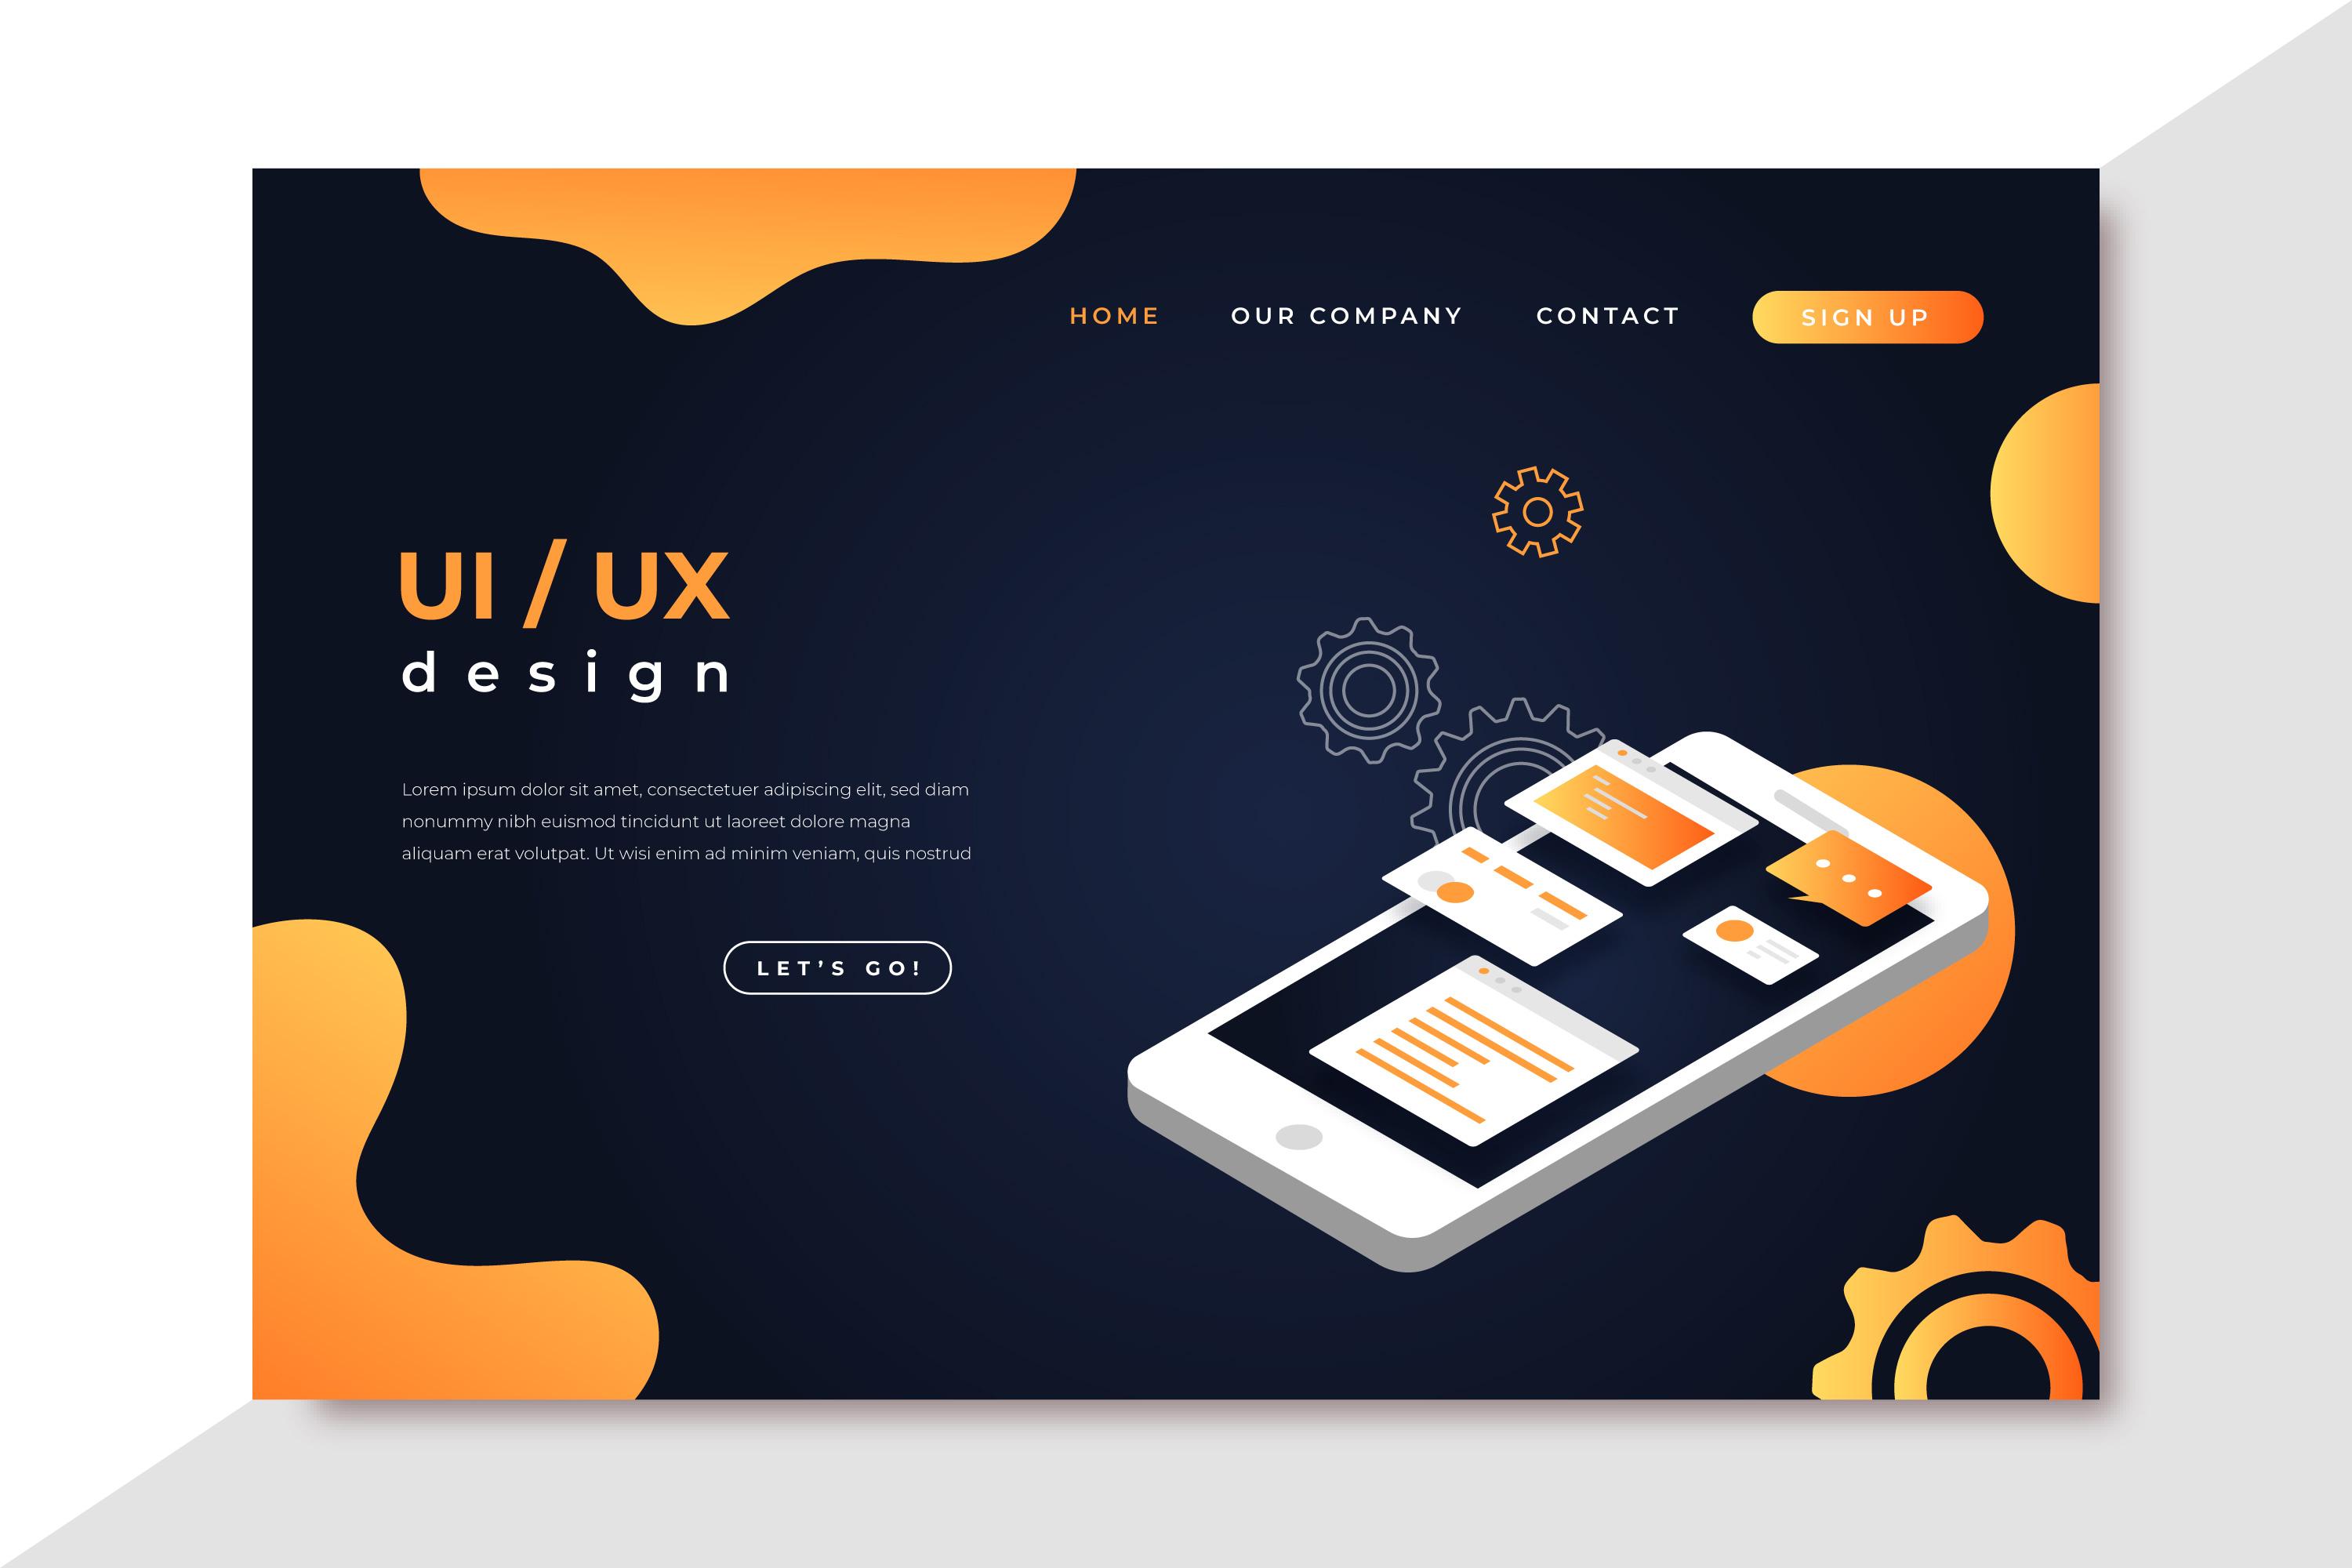 HOME OUR COMPANY CONTACT SIGN UP
UI / UX
design
Lorem ipsum dolor sit amet, consectetuer adipiscing elit, sed diam
nonummy nibh euismod tincidunt ut laoreet dolore magna
aliquam erat volutpat. Ut wisi enim ad minim veniam, quis nostrud
LET’S GO!